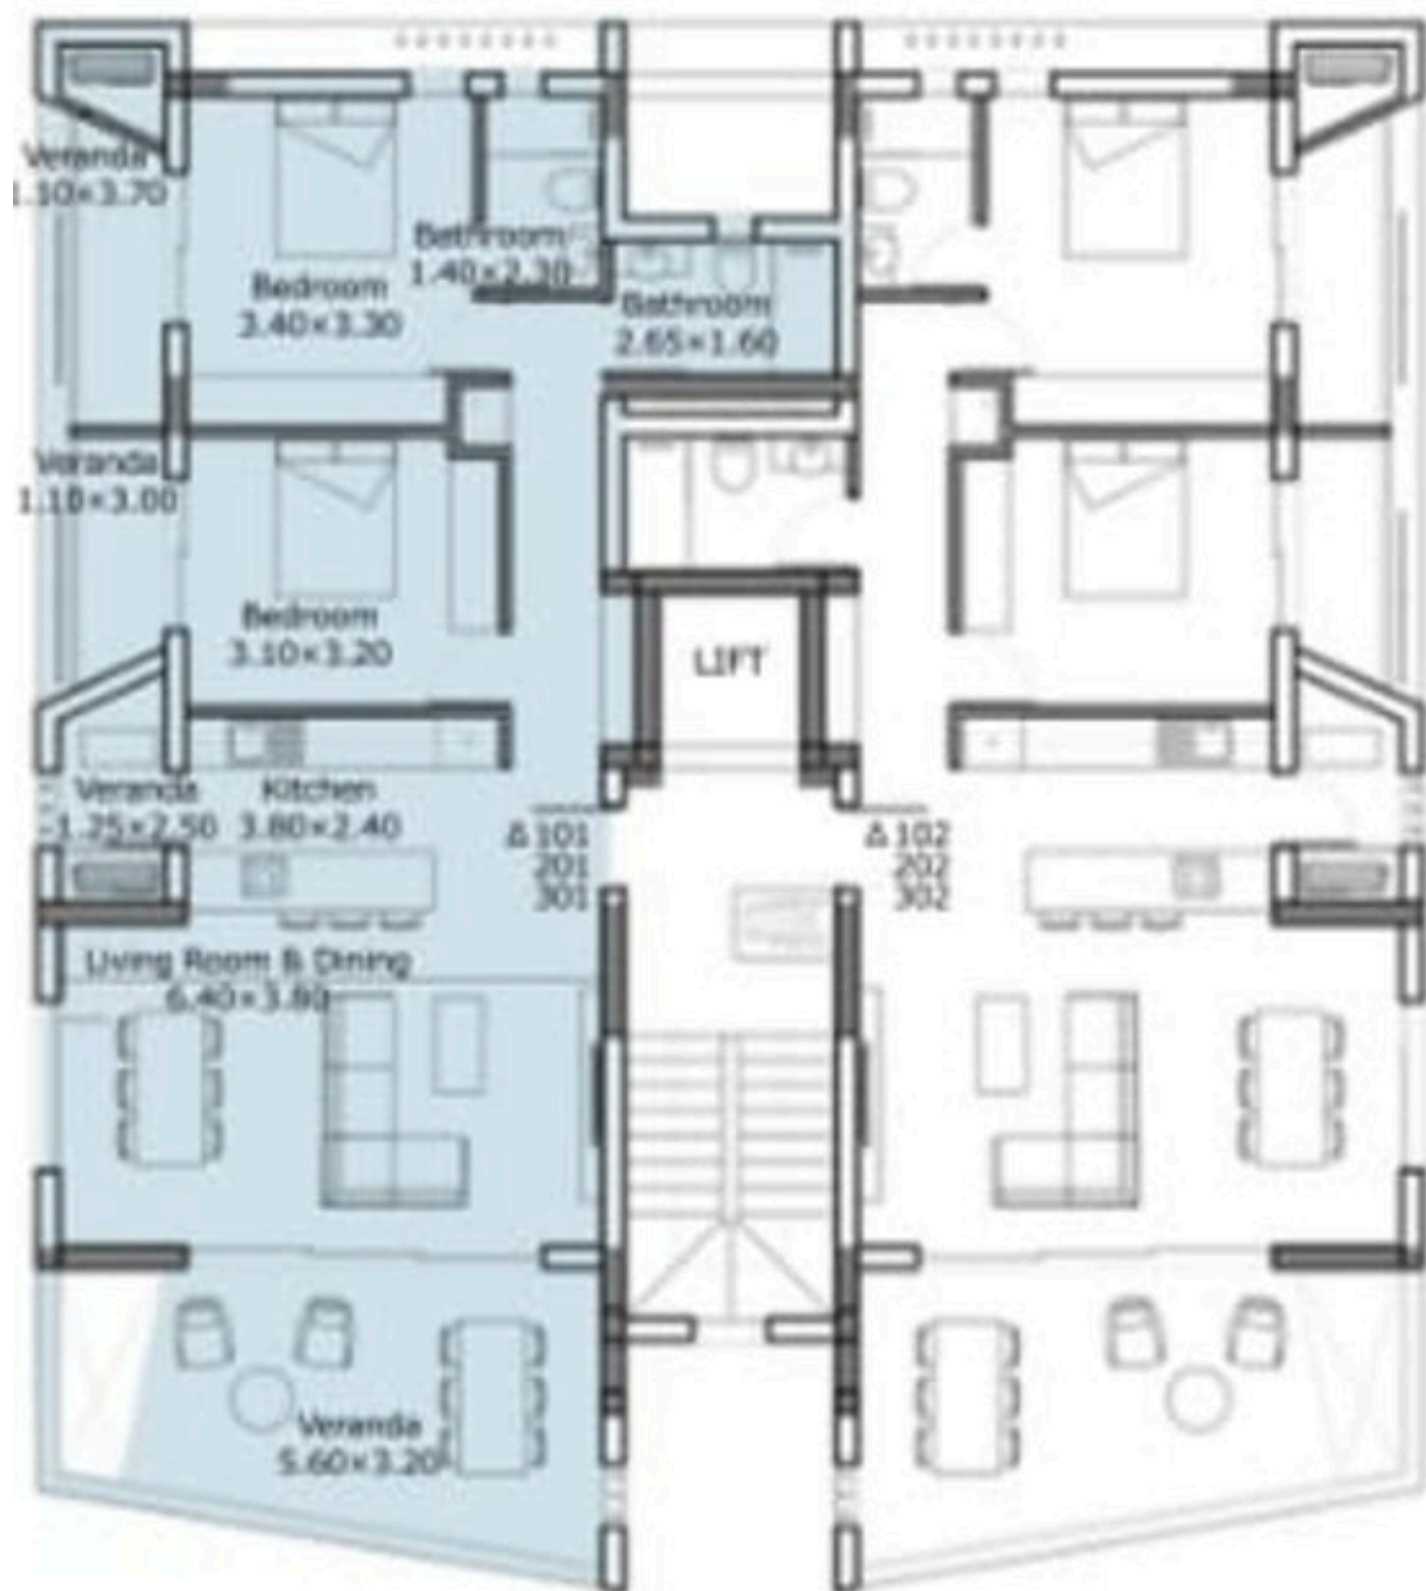 Veranda
1.10×3.70
Bathroom
1.40×2.30
Bedroom
3.40×3.30
Bathroom
2.65×1.60
Veranda
1.10×3.00
Bedroom
3.10×3.20
LIFT
Veranda
1.25×2.50
Kitchen
3.80×2.40
Δ101
201
301
Δ102
202
302
Living Room & Dining
6.40×3.80
Veranda
5.60×3.20